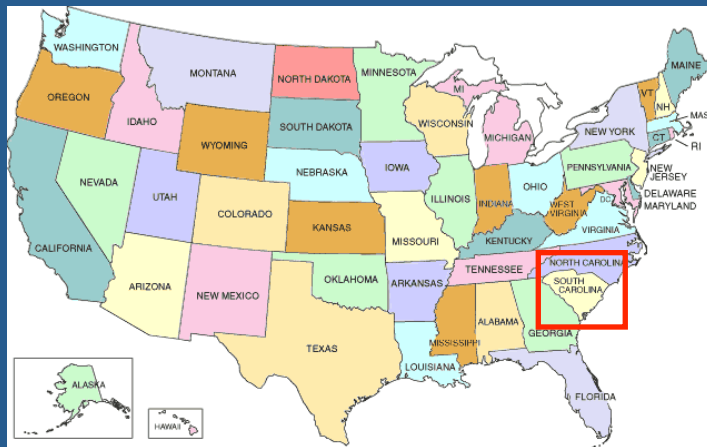 WASHINGTON
MONTANA
NORTH DAKOTA
MINNESOTA
MAINE
OREGON
IDAHO
WYOMING
SOUTH DAKOTA
WISCONSIN
MI
MICHIGAN
VT
NH
MAS
NEW YORK
CT
RI
NEVADA
UTAH
COLORADO
NEBRASKA
IOWA
ILLINOIS
INDIANA
OHIO
PENNSYLVANIA
NEW
JERSEY
DELAWARE
MARYLAND
DC
WEST
VIRGINIA
VIRGINIA
CALIFORNIA
KANSAS
MISSOURI
KENTUCKY
ARIZONA
NEW MEXICO
OKLAHOMA
ARKANSAS
TENNESSEE
NORTH CAROLINA
SOUTH
CAROLINA
TEXAS
LOUISIANA
MISSISSIPPI
ALABAMA
GEORGIA
FLORIDA
ALASKA
HAWAII